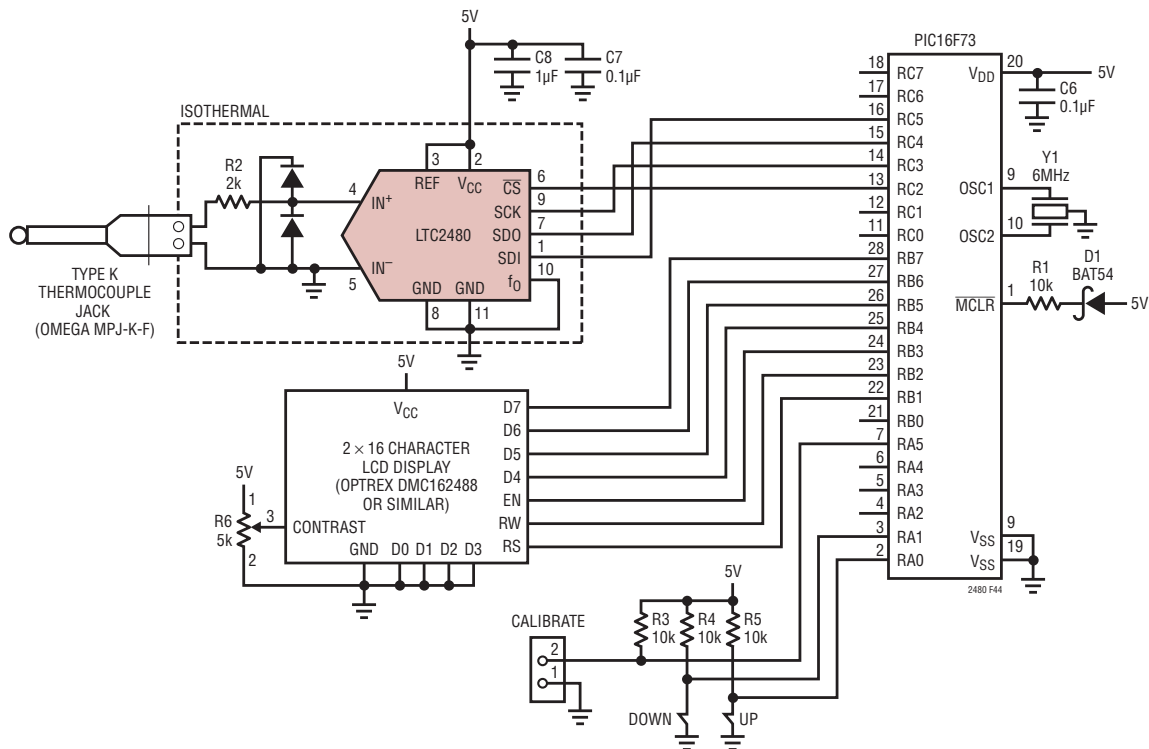 5V
C8
1µF
C7
0.1µF
PIC16F73
18 RC7
17 RC6
16 RC5
15 RC4
14 RC3
13 RC2
12 RC1
11 RC0
28 RB7
27 RB6
26 RB5
25 RB4
24 RB3
23 RB2
22 RB1
21 RB0
7 RA5
6 RA4
5 RA3
4 RA2
3 RA1
2 RA0
VDD 20
5V
C6
0.1µF
Y1
6MHz
OSC1 9
OSC2 10
D1
BAT54
R1
10k
MCLR 1
5V
VSS 9
VSS 19
2480 F44
ISOTHERMAL
R2
2k
TYPE K
THERMOCOUPLE
JACK
(OMEGA MPJ-K-F)
4 IN+
5 IN−
3 REF
2 VCC
LTC2480
CS 6
SCK 9
SDO 7
SDI 1
fO 10
GND 8
GND 11
5V
VCC
2 × 16 CHARACTER
LCD DISPLAY
(OPTREX DMC162488
OR SIMILAR)
D7
D6
D5
D4
EN
RW
RS
CONTRAST
GND D0 D1 D2 D3
5V
R6
5k
1
3
2
CALIBRATE
2
1
5V
R3
10k
R4
10k
R5
10k
DOWN
UP